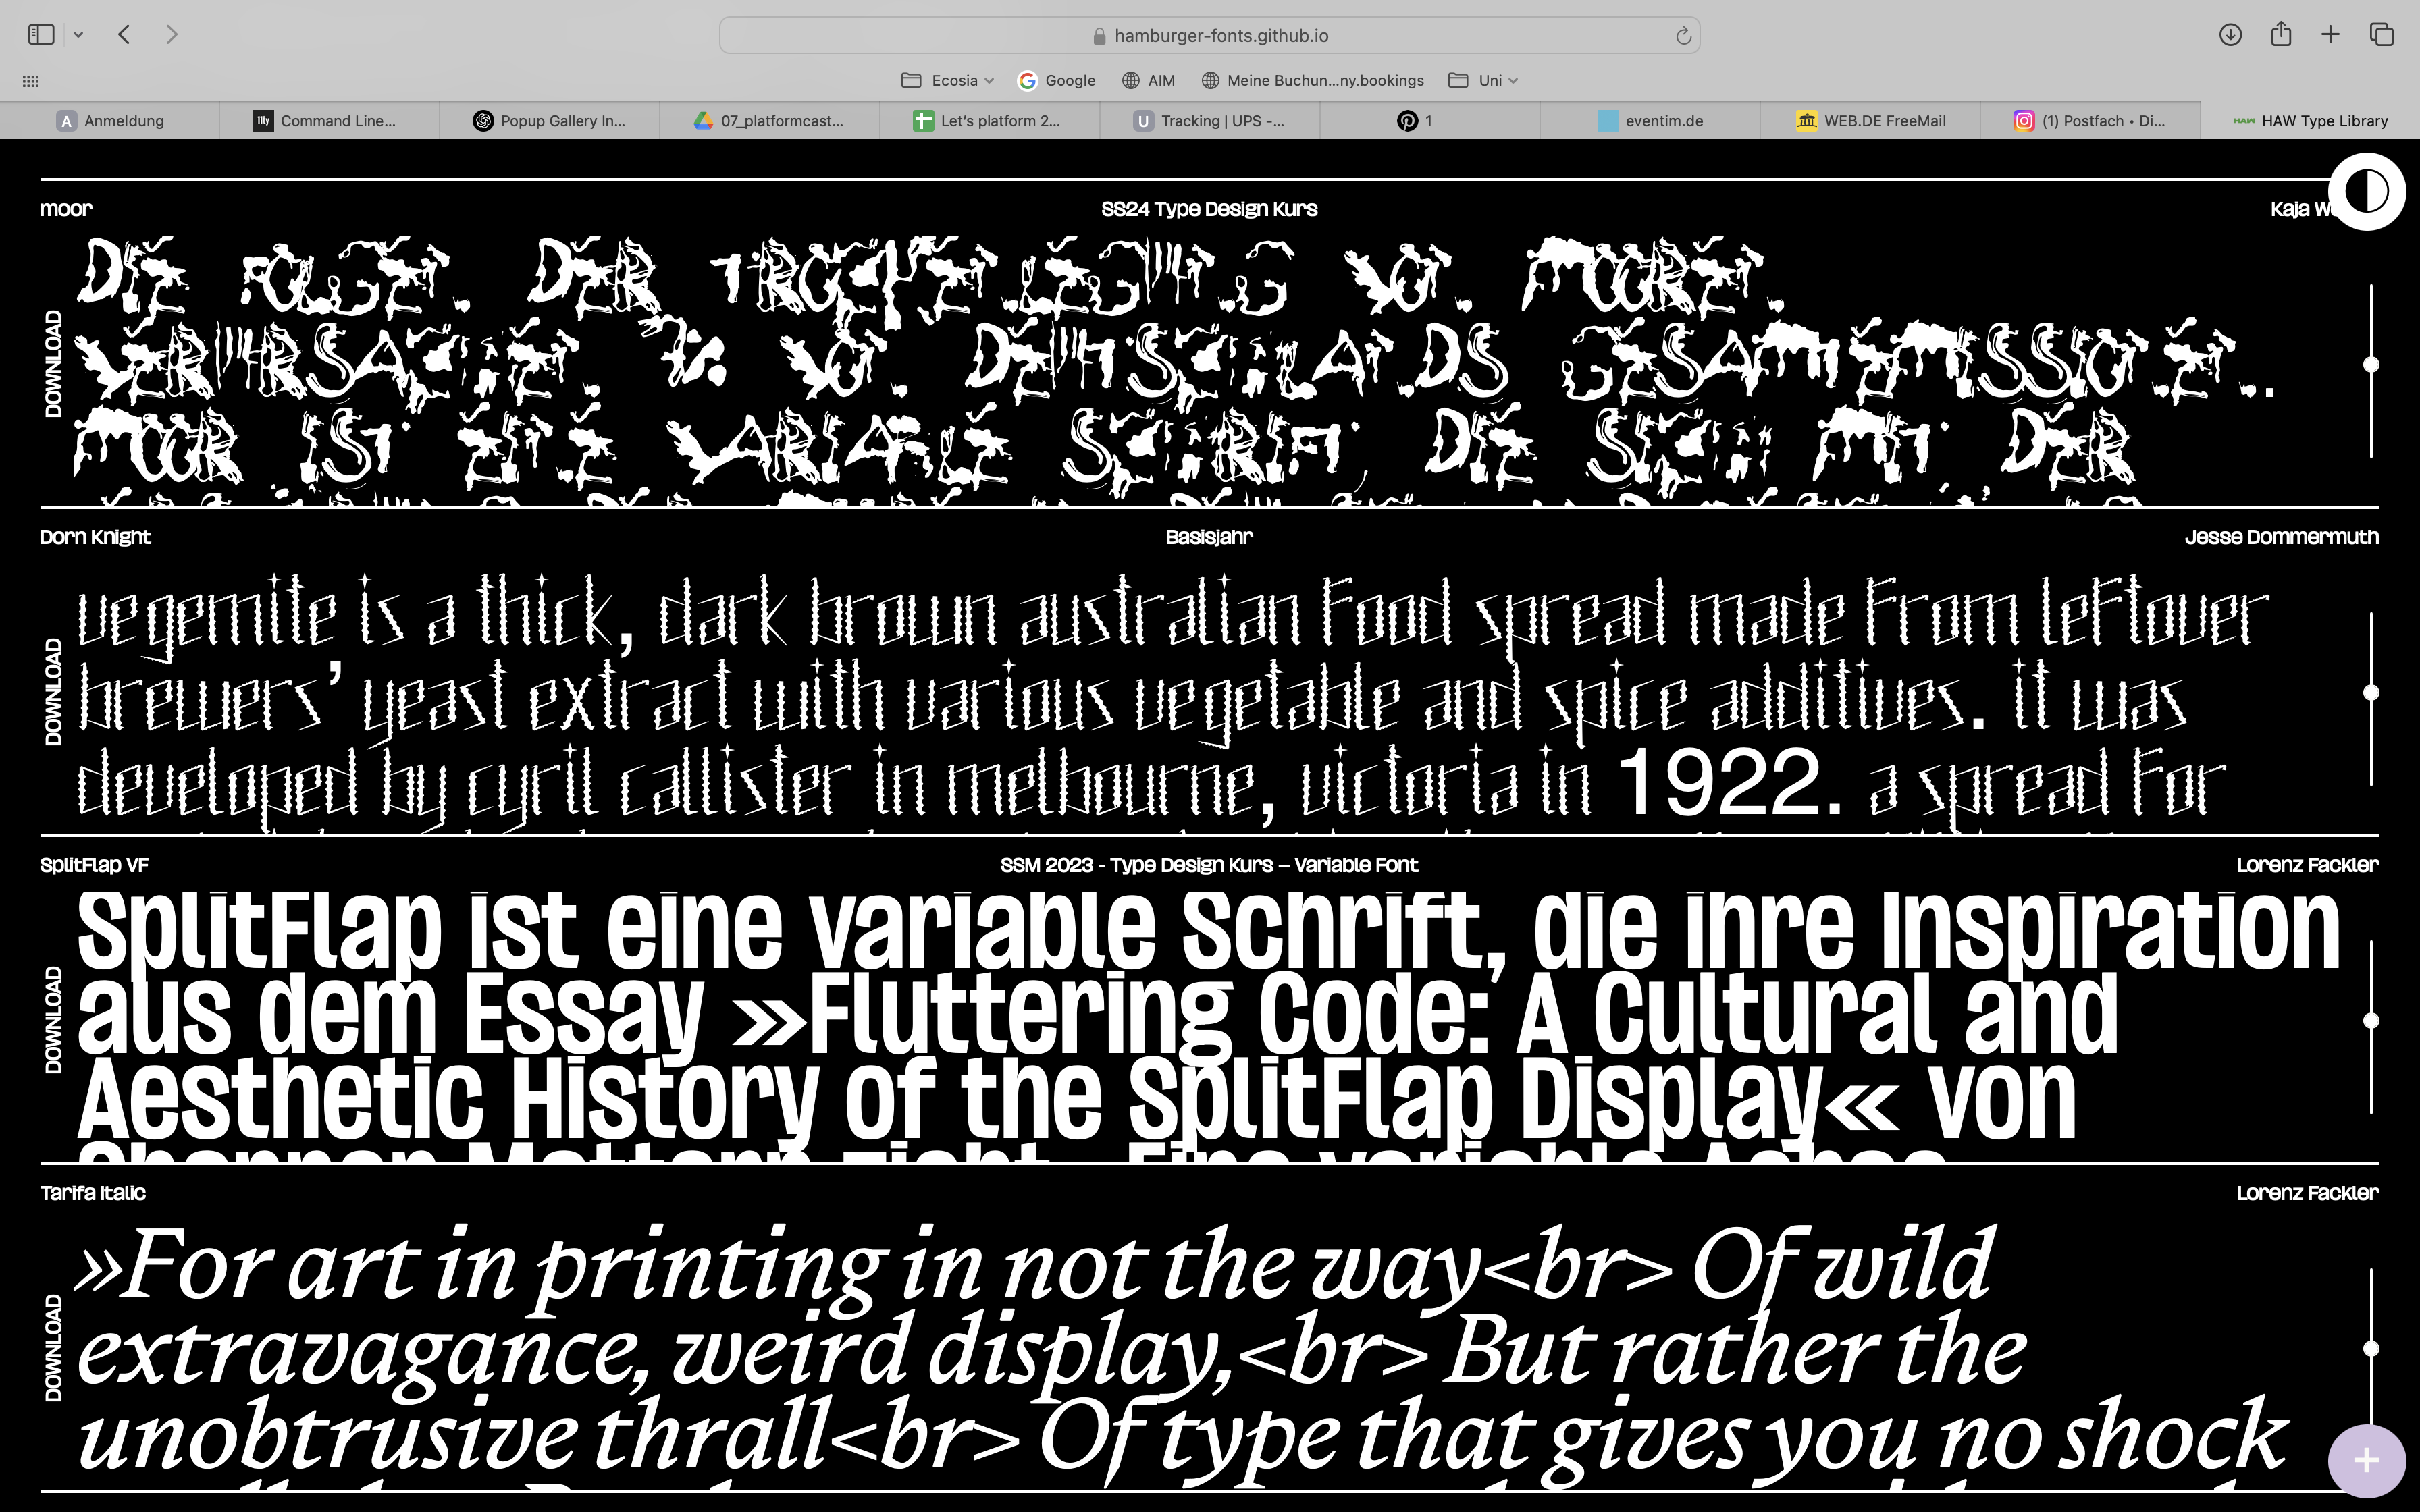 hamburger-fonts.github.io
Ecosia Google AIM Meine Buchun...ny.bookings Uni
Anmeldung Command Line... Popup Gallery In... 07_platformcast... Let's platform 2... Tracking | UPS -... 1 eventim.de WEB.DE FreeMail (1) Postfach • Di... HAW Type Library
moor SS24 Type Design Kurs Kaja
DOWNLOAD
DIE FOLGEN DER TROCKENLEGUNG VON MOOREN
VERURSACHEN 7% VON DEUTSCHLANDS GESAMTEMISSIONEN.
MOOR IST EINE VARIABLE SCHRIFT, DIE SICH MIT DER
Dorn Knight Basisjahr Jesse Dommermuth
DOWNLOAD
vegemite is a thick, dark brown australian food spread made from leftover
brewers’ yeast extract with various vegetable and spice additives. it was
developed by cyril callister in melbourne, victoria in 1922. a spread for
SplitFlap VF SSM 2023 - Type Design Kurs – Variable Font Lorenz Fackler
DOWNLOAD
SplitFlap ist eine variable Schrift, die ihre Inspiration
aus dem Essay »Fluttering Code: A Cultural and
Aesthetic History of the SplitFlap Display« von
Shannon Mattern zieht. Eine variable Achse
Tarifa Italic Lorenz Fackler
DOWNLOAD
»For art in printing in not the way<br> Of wild
extravagance, weird display,<br> But rather the
unobtrusive thrall<br> Of type that gives you no shock